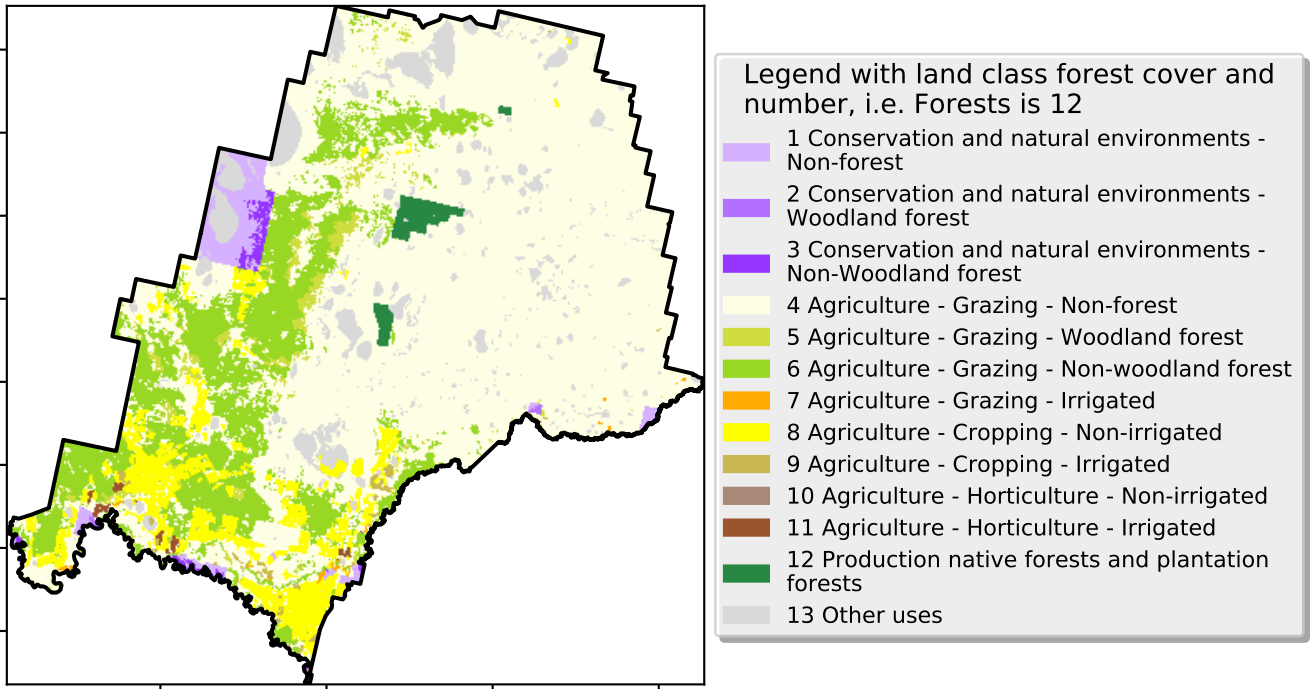 Legend with land class forest cover and
number, i.e. Forests is 12
1 Conservation and natural environments -
Non-forest
2 Conservation and natural environments -
Woodland forest
3 Conservation and natural environments -
Non-Woodland forest
4 Agriculture - Grazing - Non-forest
5 Agriculture - Grazing - Woodland forest
6 Agriculture - Grazing - Non-woodland forest
7 Agriculture - Grazing - Irrigated
8 Agriculture - Cropping - Non-irrigated
9 Agriculture - Cropping - Irrigated
10 Agriculture - Horticulture - Non-irrigated
11 Agriculture - Horticulture - Irrigated
12 Production native forests and plantation
forests
13 Other uses